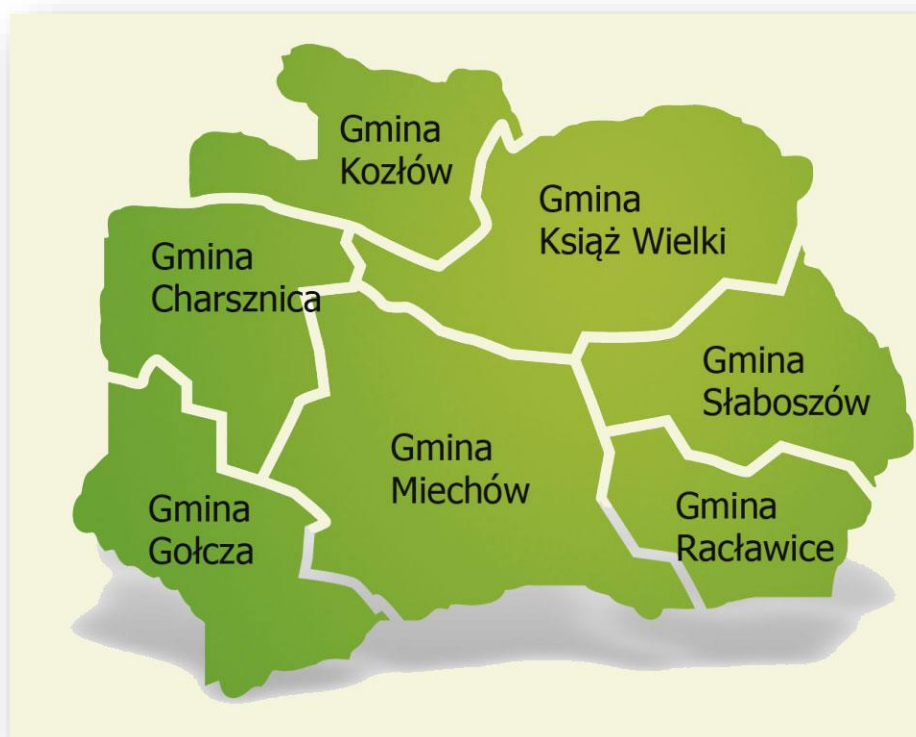 Gmina
Kozłów
Gmina
Książ Wielki
Gmina
Charsznica
Gmina
Słaboszów
Gmina
Miechów
Gmina
Gołcza
Gmina
Racławice